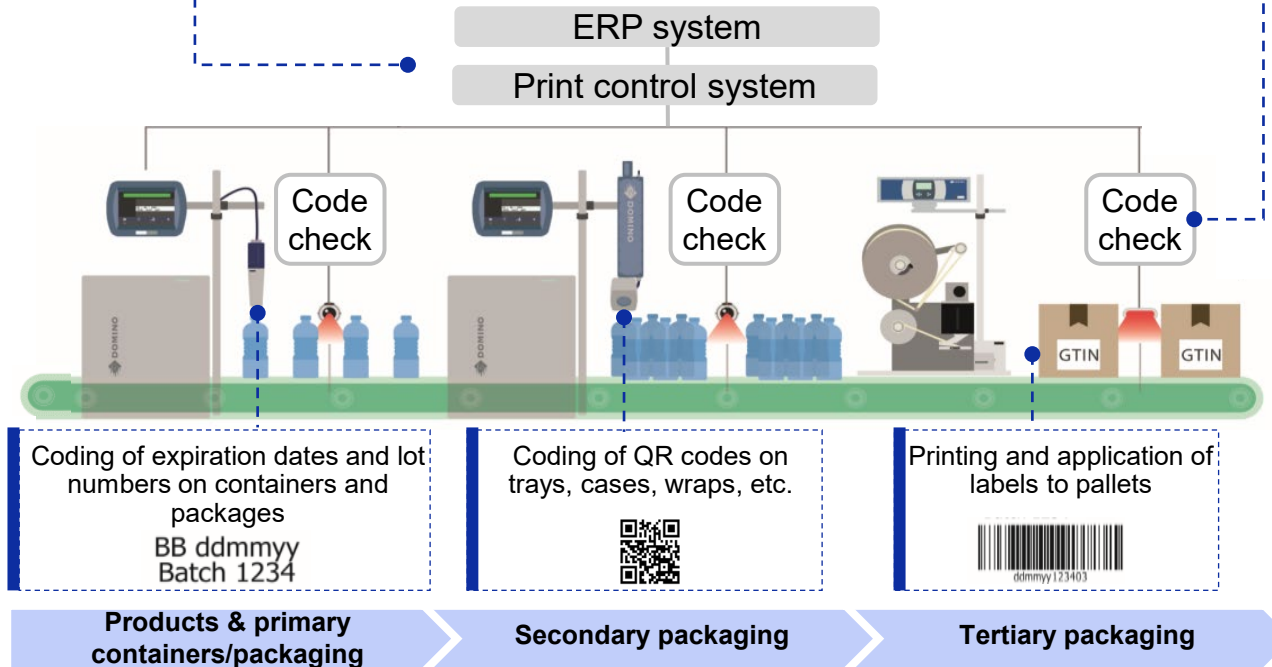 ERP system
Print control system
Code
check
Code
check
Code
check
DOMINO
DOMINO
DOMINO
GTIN
GTIN
Coding of expiration dates and lot
numbers on containers and
packages
BB ddmmyy
Batch 1234
Coding of QR codes on
trays, cases, wraps, etc.
Printing and application of
labels to pallets
ddmmyy123403
Products & primary
containers/packaging
Secondary packaging
Tertiary packaging